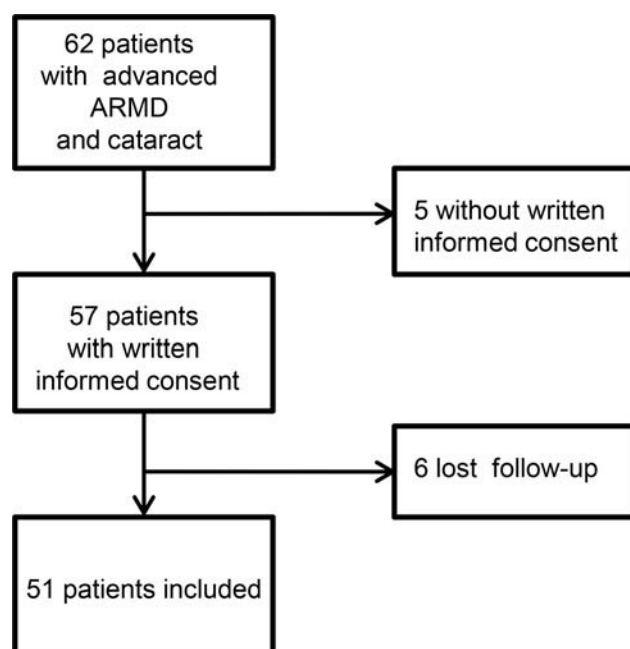 62 patients
with advanced
ARMD
and cataract
5 without written
informed consent
57 patients
with written
informed consent
6 lost follow-up
51 patients included